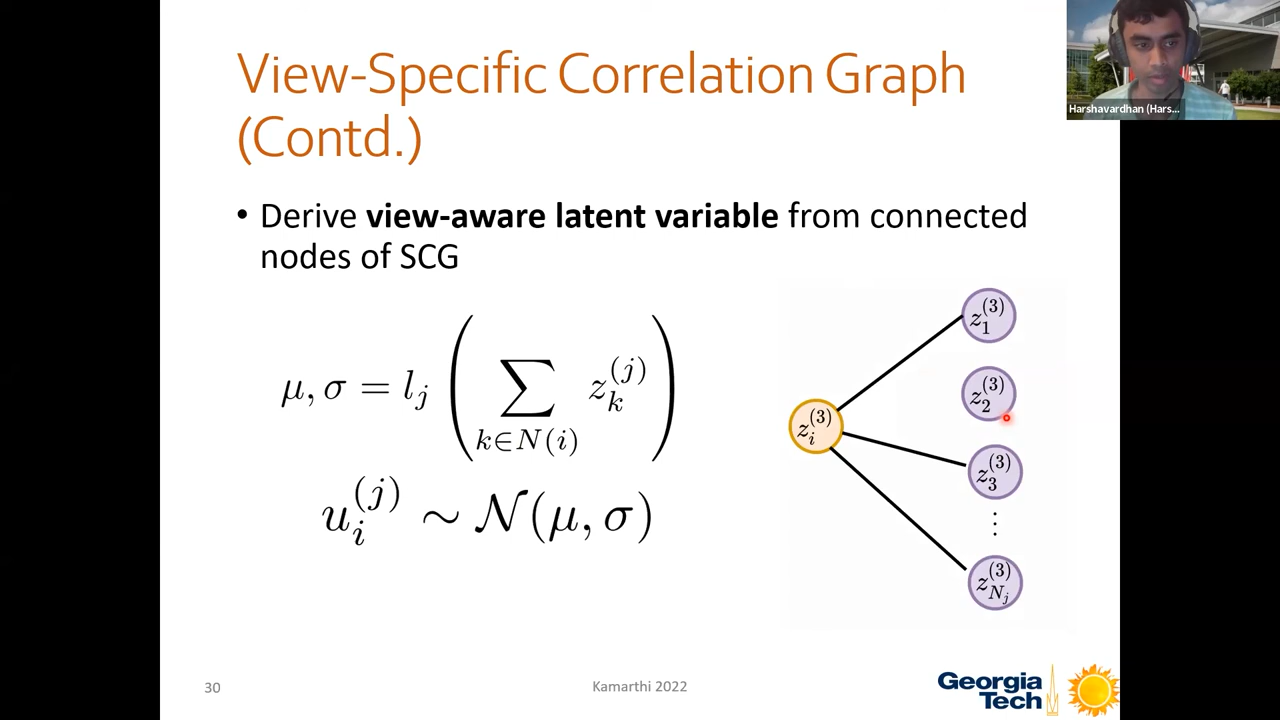 View-Specific Correlation Graph
(Contd.)
Harshavardhan (Hars...
• Derive view-aware latent variable from connected
nodes of SCG
μ, σ = l_j ( ∑_{k∈N(i)} z_k^{(j)} )
u_i^{(j)} ∼ 𝒩(μ, σ)
z_i^{(3)}
z_1^{(3)}
z_2^{(3)}
z_3^{(3)}
⋮
z_{N_j}^{(3)}
30
Kamarthi 2022
Georgia
Tech